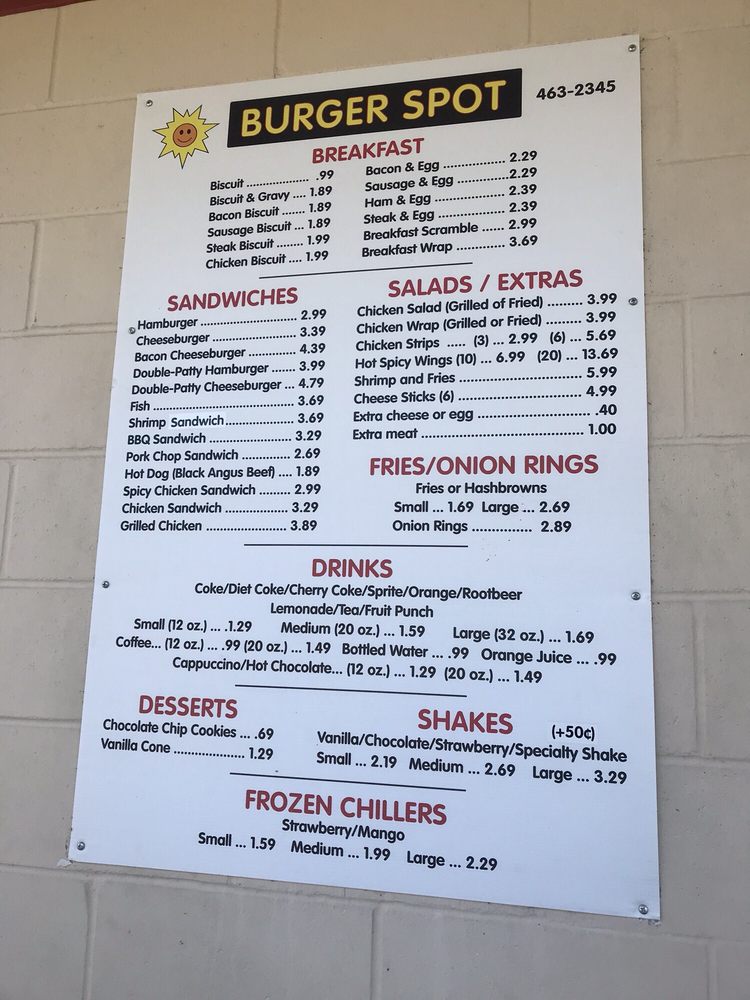 BURGER SPOT 463-2345
BREAKFAST
Biscuit .................... .99
Biscuit & Gravy .... 1.89
Bacon Biscuit ....... 1.89
Sausage Biscuit ... 1.89
Steak Biscuit ........ 1.99
Chicken Biscuit .... 1.99
Bacon & Egg ................ 2.29
Sausage & Egg .............2.29
Ham & Egg .................. 2.39
Steak & Egg ................. 2.39
Breakfast Scramble ...... 2.99
Breakfast Wrap ............. 3.69
SANDWICHES
Hamburger ............................. 2.99
Cheeseburger ......................... 3.39
Bacon Cheeseburger .............. 4.39
Double-Patty Hamburger ....... 3.99
Double-Patty Cheeseburger ... 4.79
Fish .......................................... 3.69
Shrimp Sandwich..................... 3.69
BBQ Sandwich ........................ 3.29
Pork Chop Sandwich ............... 2.69
Hot Dog (Black Angus Beef) .... 1.89
Spicy Chicken Sandwich ......... 2.99
Chicken Sandwich ................... 3.29
Grilled Chicken ........................ 3.89
SALADS / EXTRAS
Chicken Salad (Grilled of Fried) ......... 3.99
Chicken Wrap (Grilled or Fried) ......... 3.99
Chicken Strips ..... (3) ... 2.99 (6) ... 5.69
Hot Spicy Wings (10) ... 6.99 (20) ... 13.69
Shrimp and Fries ................................ 5.99
Cheese Sticks (6) ................................. 4.99
Extra cheese or egg ............................. .40
Extra meat ........................................... 1.00
FRIES/ONION RINGS
Fries or Hashbrowns
Small ... 1.69 Large ... 2.69
Onion Rings ................ 2.89
DRINKS
Coke/Diet Coke/Cherry Coke/Sprite/Orange/Rootbeer
Lemonade/Tea/Fruit Punch
Small (12 oz.) ... .1.29 Medium (20 oz.) ... 1.59 Large (32 oz.) ... 1.69
Coffee... (12 oz.) ... .99 (20 oz.) ... 1.49 Bottled Water ... .99 Orange Juice ... .99
Cappuccino/Hot Chocolate... (12 oz.) ... 1.29 (20 oz.) ... 1.49
DESSERTS
Chocolate Chip Cookies ... .69
Vanilla Cone ................... 1.29
SHAKES (+50¢)
Vanilla/Chocolate/Strawberry/Specialty Shake
Small ... 2.19 Medium ... 2.69 Large ... 3.29
FROZEN CHILLERS
Strawberry/Mango
Small ... 1.59 Medium ... 1.99 Large ... 2.29